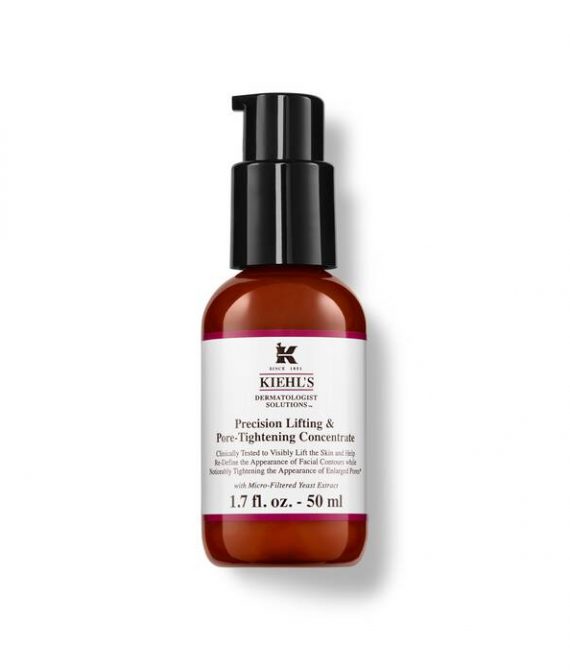 K
SINCE 1851
KIEHL'S
DERMATOLOGIST
SOLUTIONS™
Precision Lifting &
Pore-Tightening Concentrate
Clinically Tested to Visibly Lift the Skin and Help
Re-Define the Appearance of Facial Contours while
Noticeably Tightening the Appearance of Enlarged Pores*
with Micro-Filtered Yeast Extract
1.7 fl. oz. - 50 ml